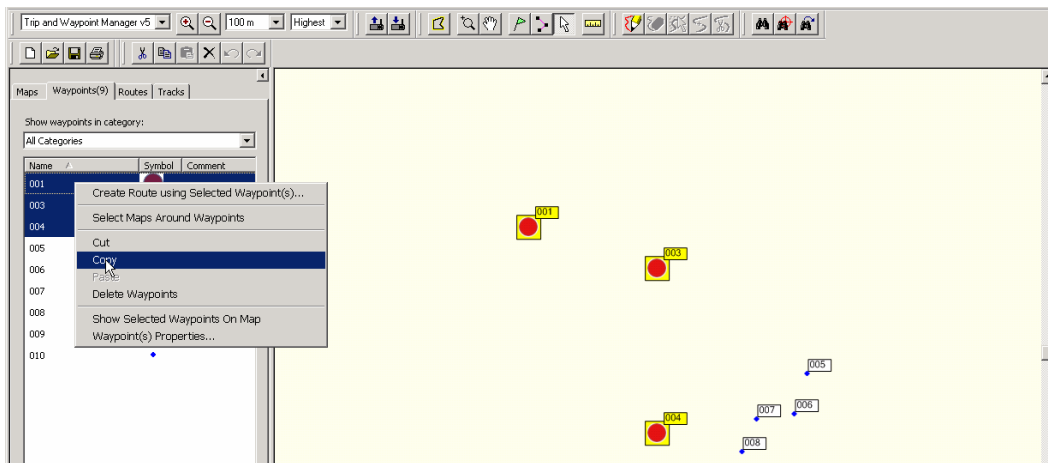 Trip and Waypoint Manager v5 100 m Highest
Maps Waypoints(9) Routes Tracks
Show waypoints in category:
All Categories
Name Symbol Comment
001
003
004
005
006
007
008
009
010
Create Route using Selected Waypoint(s)...
Select Maps Around Waypoints
Cut
Copy
Paste
Delete Waypoints
Show Selected Waypoints On Map
Waypoint(s) Properties...
001
003
005
006
007
004
008